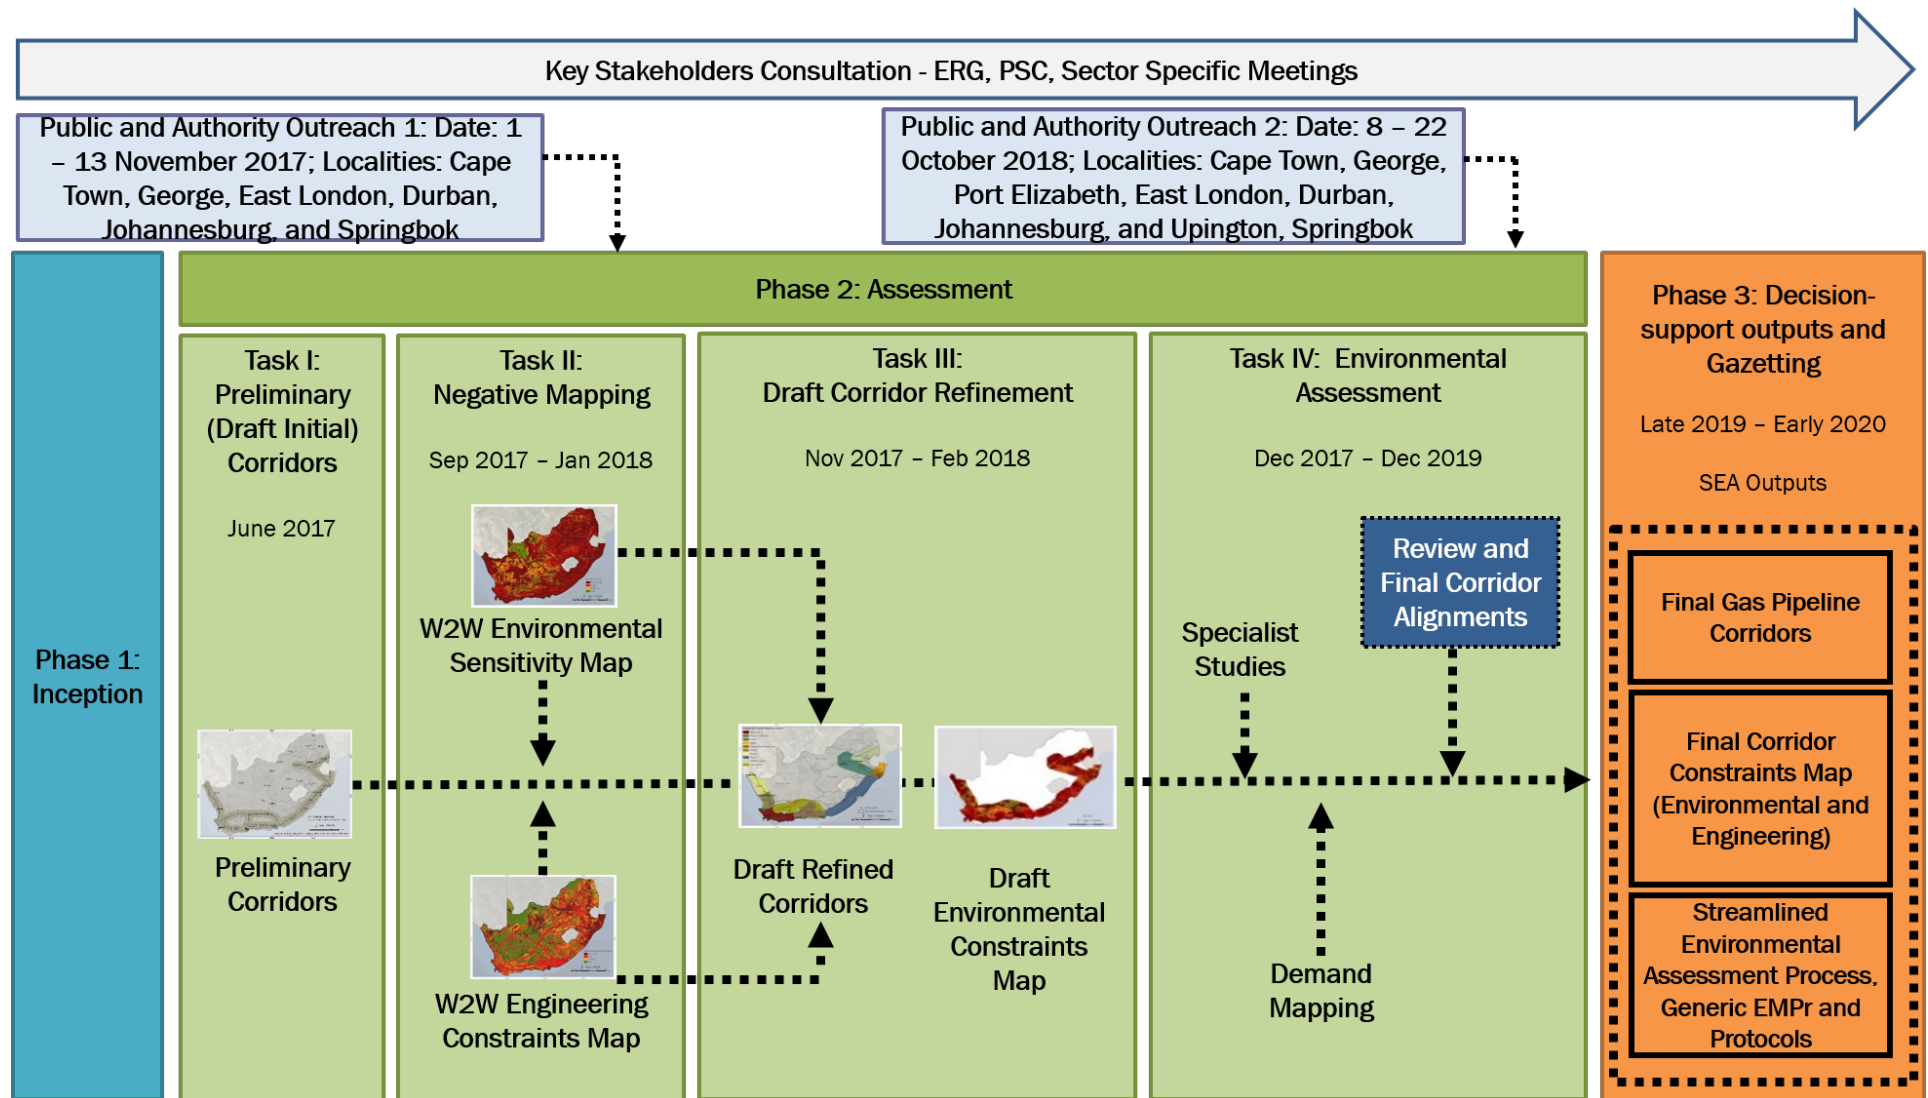 Key Stakeholders Consultation - ERG, PSC, Sector Specific Meetings
Public and Authority Outreach 1: Date: 1
– 13 November 2017; Localities: Cape
Town, George, East London, Durban,
Johannesburg, and Springbok
Public and Authority Outreach 2: Date: 8 – 22
October 2018; Localities: Cape Town, George,
Port Elizabeth, East London, Durban,
Johannesburg, and Upington, Springbok
Phase 1:
Inception
Phase 2: Assessment
Task I:
Preliminary
(Draft Initial)
Corridors
June 2017
Preliminary
Corridors
Task II:
Negative Mapping
Sep 2017 – Jan 2018
W2W Environmental
Sensitivity Map
W2W Engineering
Constraints Map
Task III:
Draft Corridor Refinement
Nov 2017 – Feb 2018
Draft Refined
Corridors
Draft
Environmental
Constraints
Map
Task IV:  Environmental
Assessment
Dec 2017 – Dec 2019
Review and
Final Corridor
Alignments
Specialist
Studies
Demand
Mapping
Phase 3: Decision-
support outputs and
Gazetting
Late 2019 – Early 2020
SEA Outputs
Final Gas Pipeline
Corridors
Final Corridor
Constraints Map
(Environmental and
Engineering)
Streamlined
Environmental
Assessment Process,
Generic EMPr and
Protocols